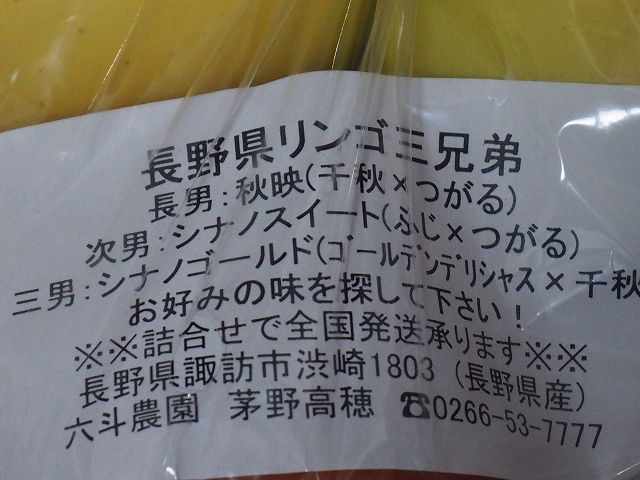 長野県リンゴ三兄弟
長男:秋映(千秋×つがる)
次男:シナノスイート(ふじ×つがる)
三男:シナノゴールド(ｺﾞｰﾙﾃﾞﾝﾃﾞﾘｼｬｽ×千秋
お好みの味を探して下さい!
※※詰合せで全国発送承ります※※
長野県諏訪市渋崎1803 (長野県産)
六斗農園 茅野高穂 ☎0266-53-7777